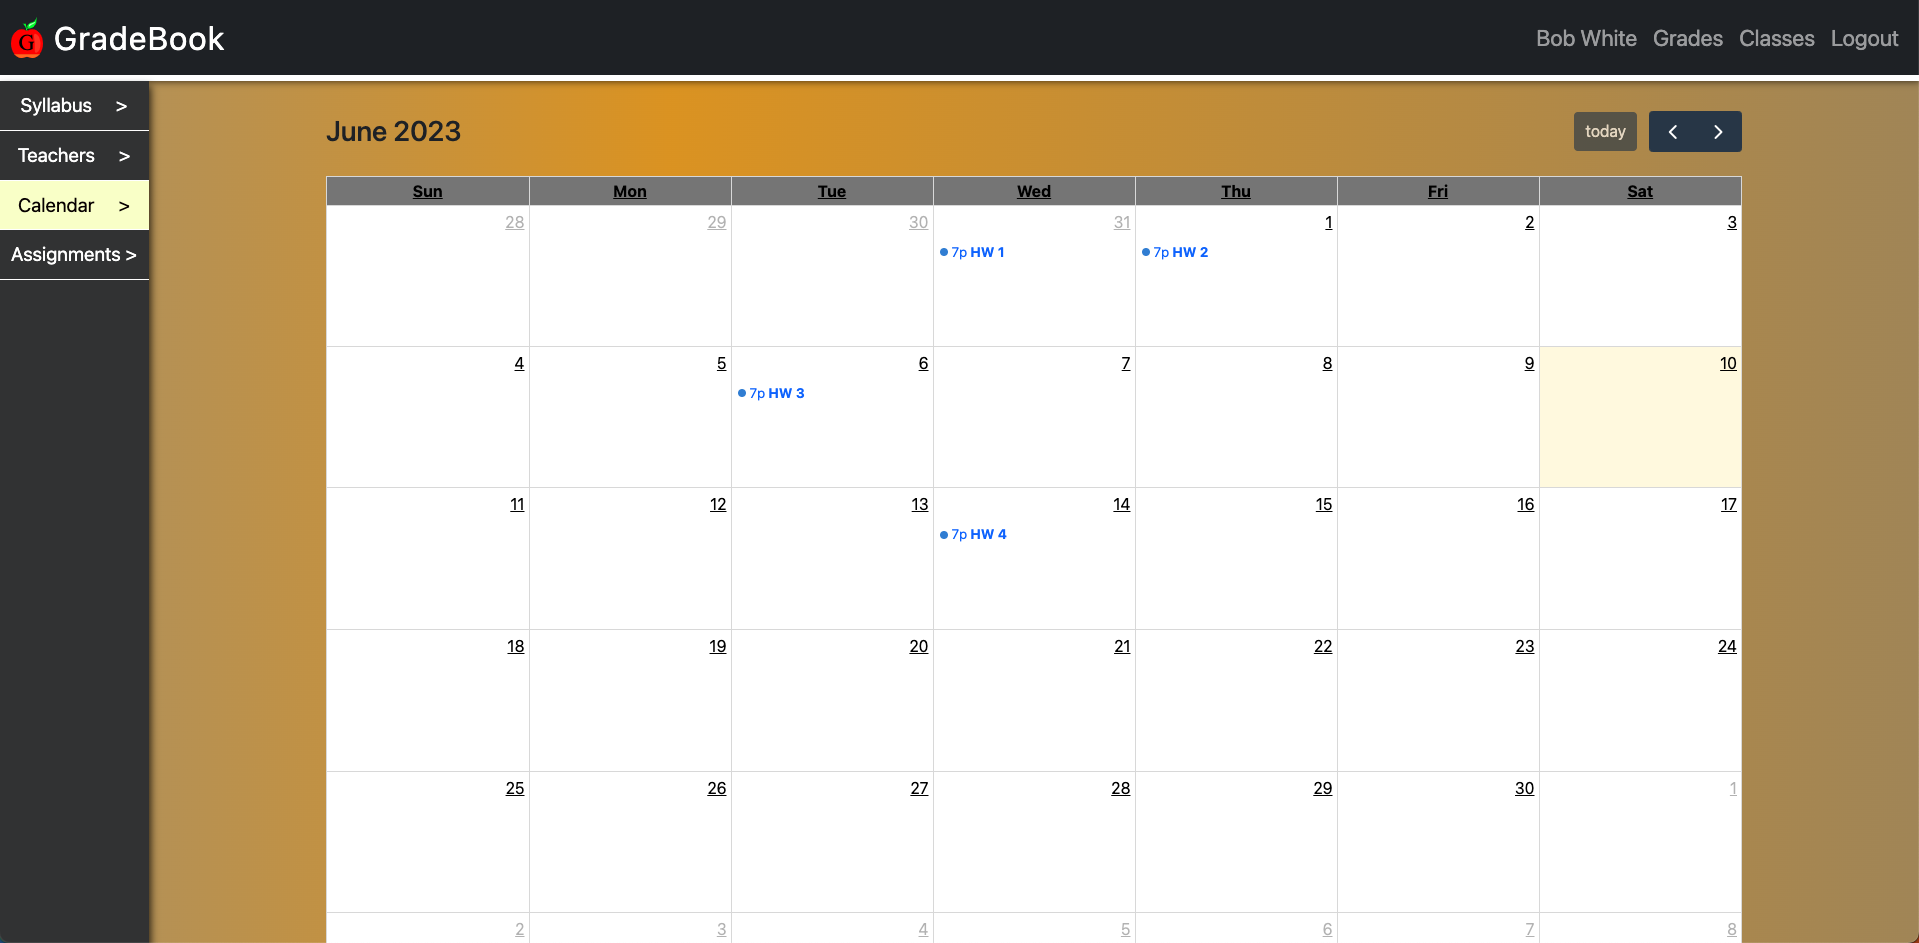 G GradeBook
Bob White Grades Classes Logout
Syllabus >
Teachers >
Calendar >
Assignments >
June 2023
today < >
Sun Mon Tue Wed Thu Fri Sat
28 29 30 31 1 2 3
7p HW 1 7p HW 2
4 5 6 7 8 9 10
7p HW 3
11 12 13 14 15 16 17
7p HW 4
18 19 20 21 22 23 24
25 26 27 28 29 30 1
2 3 4 5 6 7 8